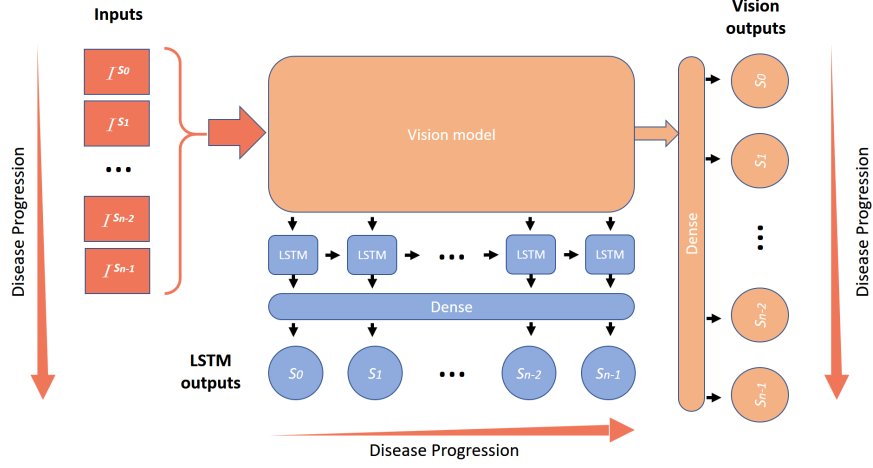 Inputs
Vision
outputs
Disease Progression
I S0
I S1
...
I Sn-2
I Sn-1
Vision model
LSTM
LSTM
...
LSTM
LSTM
Dense
LSTM
outputs
S0
S1
...
Sn-2
Sn-1
Disease Progression
Dense
S0
S1
...
Sn-2
Sn-1
Disease Progression